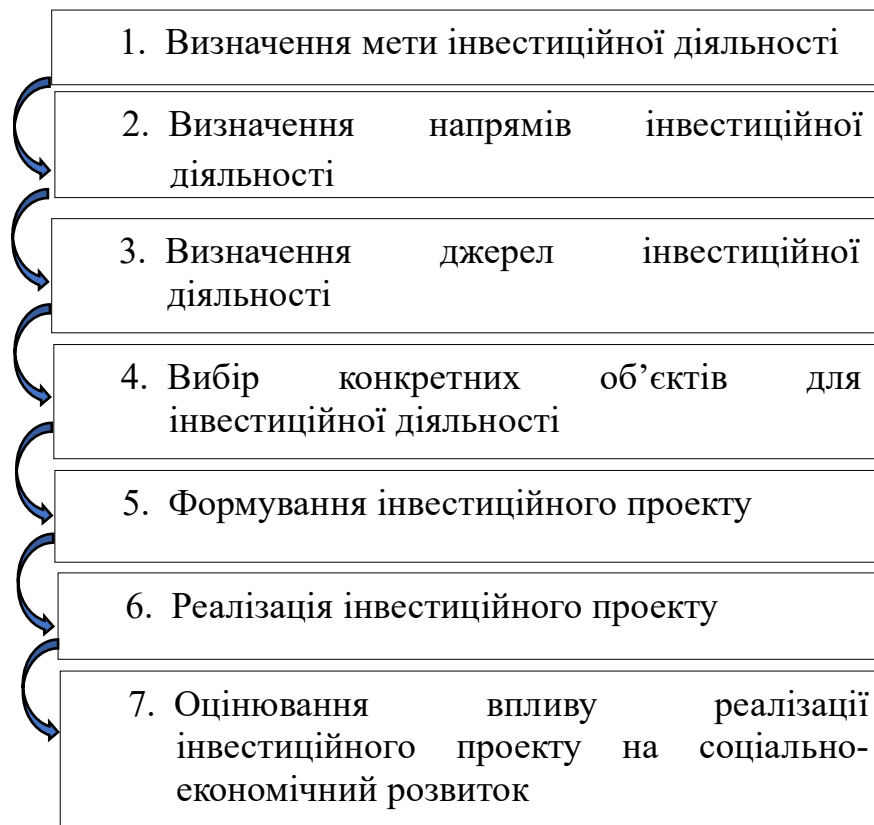 1. Визначення мети інвестиційної діяльності
2. Визначення напрямів інвестиційної
діяльності
3. Визначення джерел інвестиційної
діяльності
4. Вибір конкретних об’єктів для
інвестиційної діяльності
5. Формування інвестиційного проекту
6. Реалізація інвестиційного проекту
7. Оцінювання впливу реалізації
інвестиційного проекту на соціально-
економічний розвиток